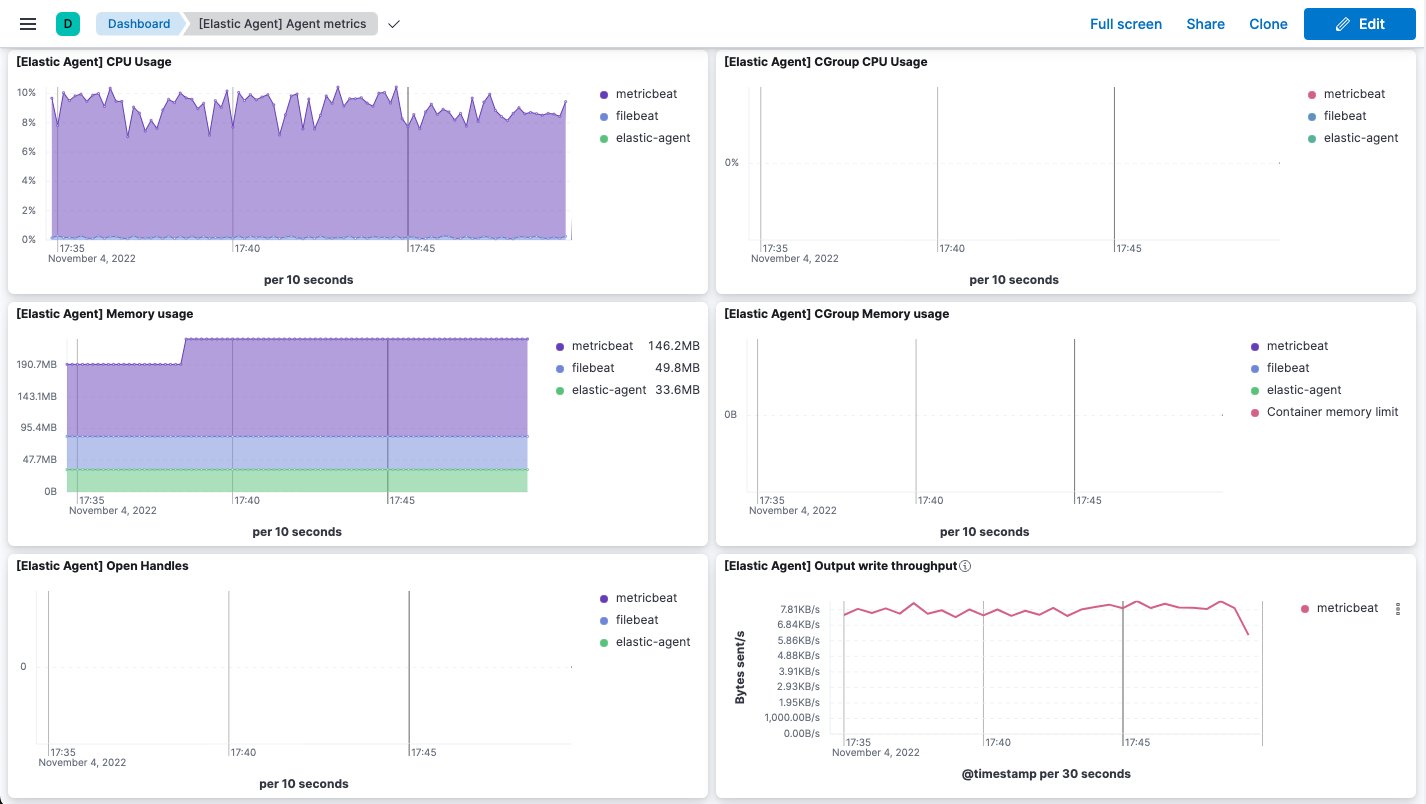 D Dashboard [Elastic Agent] Agent metrics Full screen Share Clone Edit
[Elastic Agent] CPU Usage
10%
8%
6%
4%
2%
0%
17:35 17:40 17:45
November 4, 2022
per 10 seconds
metricbeat
filebeat
elastic-agent
[Elastic Agent] CGroup CPU Usage
0%
17:35 17:40 17:45
November 4, 2022
per 10 seconds
metricbeat
filebeat
elastic-agent
[Elastic Agent] Memory usage
190.7MB
143.1MB
95.4MB
47.7MB
0B
17:35 17:40 17:45
November 4, 2022
per 10 seconds
metricbeat 146.2MB
filebeat 49.8MB
elastic-agent 33.6MB
[Elastic Agent] CGroup Memory usage
0B
17:35 17:40 17:45
November 4, 2022
per 10 seconds
metricbeat
filebeat
elastic-agent
Container memory limit
[Elastic Agent] Open Handles
0
17:35 17:40 17:45
November 4, 2022
per 10 seconds
metricbeat
filebeat
elastic-agent
[Elastic Agent] Output write throughput
Bytes sent/s
7.81KB/s
6.84KB/s
5.86KB/s
4.88KB/s
3.91KB/s
2.93KB/s
1.95KB/s
1,000.00B/s
0.00B/s
17:35 17:40 17:45
November 4, 2022
@timestamp per 30 seconds
metricbeat